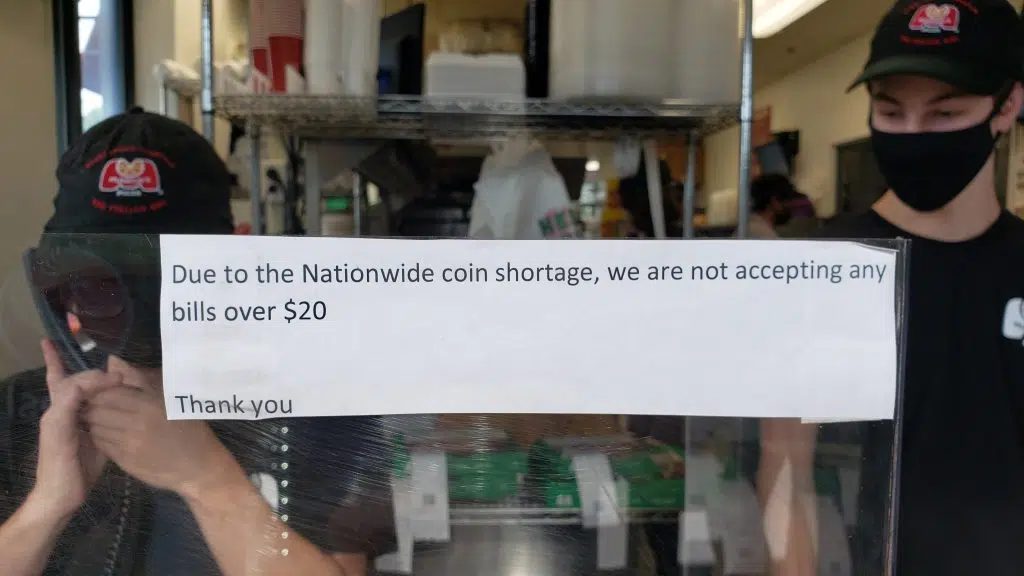 Due to the Nationwide coin shortage, we are not accepting any
bills over $20
Thank you